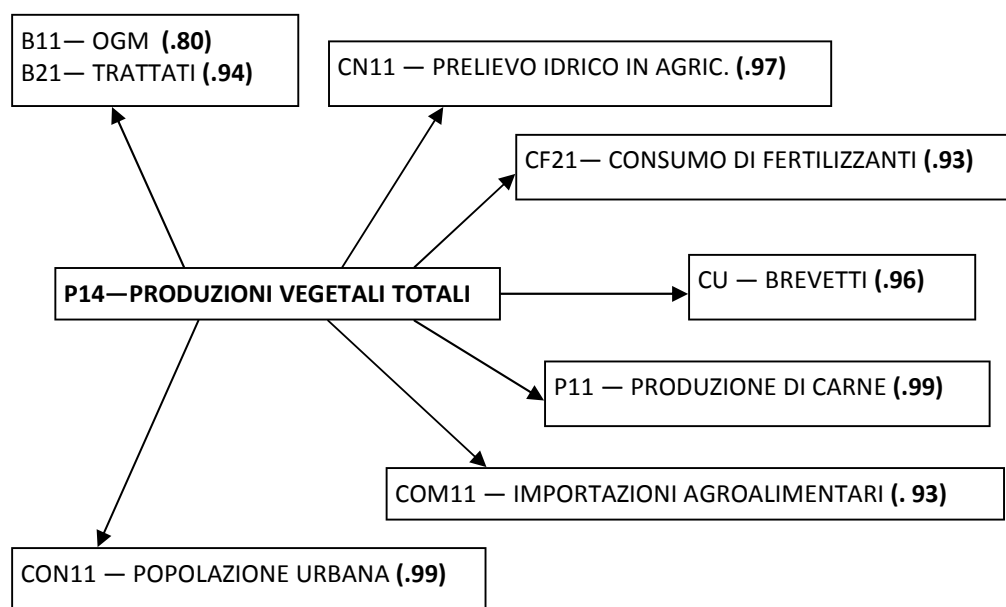 B11— OGM (.80)
B21— TRATTATI (.94)
CN11 — PRELIEVO IDRICO IN AGRIC. (.97)
CF21— CONSUMO DI FERTILIZZANTI (.93)
CU — BREVETTI (.96)
P14—PRODUZIONI VEGETALI TOTALI
P11 — PRODUZIONE DI CARNE (.99)
COM11 — IMPORTAZIONI AGROALIMENTARI (. 93)
CON11 — POPOLAZIONE URBANA (.99)